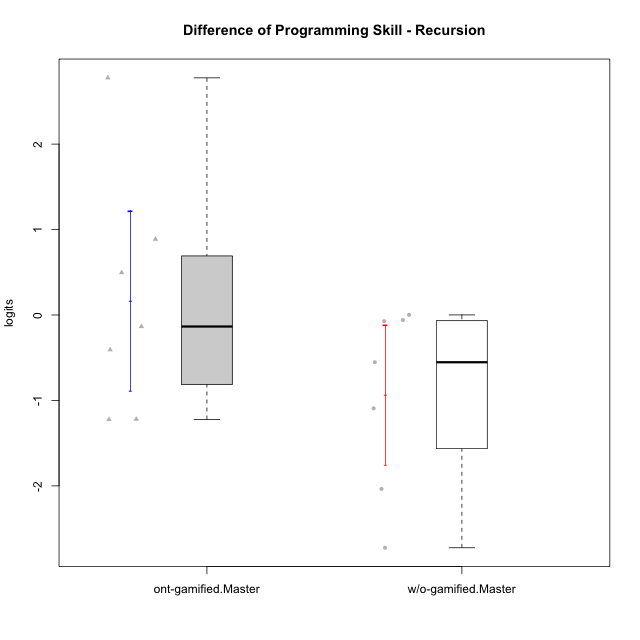 Difference of Programming Skill - Recursion
logits
2
1
0
-1
-2
ont-gamified.Master
w/o-gamified.Master